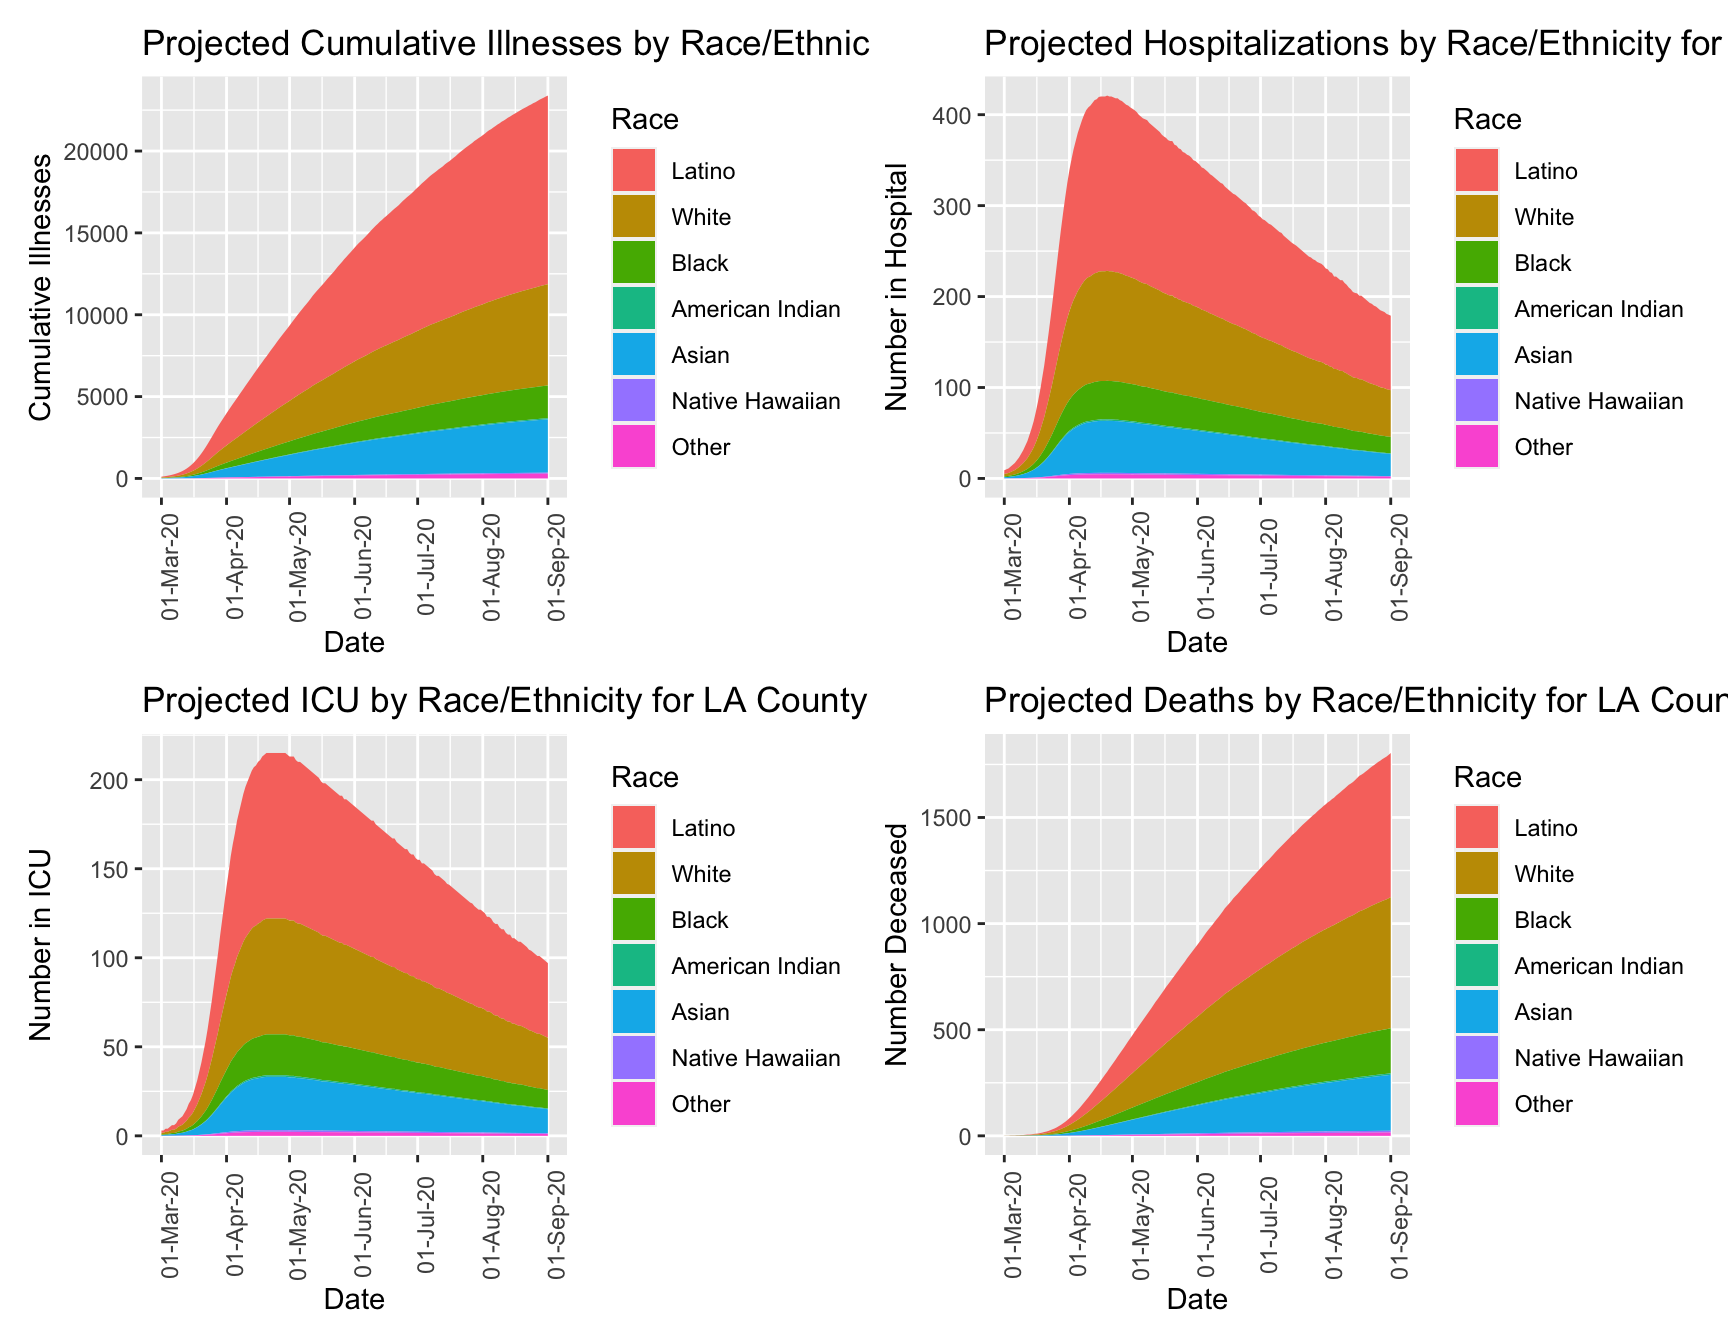 Projected Cumulative Illnesses by Race/Ethnic
Cumulative Illnesses
20000
15000
10000
5000
0
01-Mar-20
01-Apr-20
01-May-20
01-Jun-20
01-Jul-20
01-Aug-20
01-Sep-20
Date
Race
Latino
White
Black
American Indian
Asian
Native Hawaiian
Other
Projected Hospitalizations by Race/Ethnicity for
Number in Hospital
400
300
200
100
0
01-Mar-20
01-Apr-20
01-May-20
01-Jun-20
01-Jul-20
01-Aug-20
01-Sep-20
Date
Race
Latino
White
Black
American Indian
Asian
Native Hawaiian
Other
Projected ICU by Race/Ethnicity for LA County
Number in ICU
200
150
100
50
0
01-Mar-20
01-Apr-20
01-May-20
01-Jun-20
01-Jul-20
01-Aug-20
01-Sep-20
Date
Race
Latino
White
Black
American Indian
Asian
Native Hawaiian
Other
Projected Deaths by Race/Ethnicity for LA Coun
Number Deceased
1500
1000
500
0
01-Mar-20
01-Apr-20
01-May-20
01-Jun-20
01-Jul-20
01-Aug-20
01-Sep-20
Date
Race
Latino
White
Black
American Indian
Asian
Native Hawaiian
Other